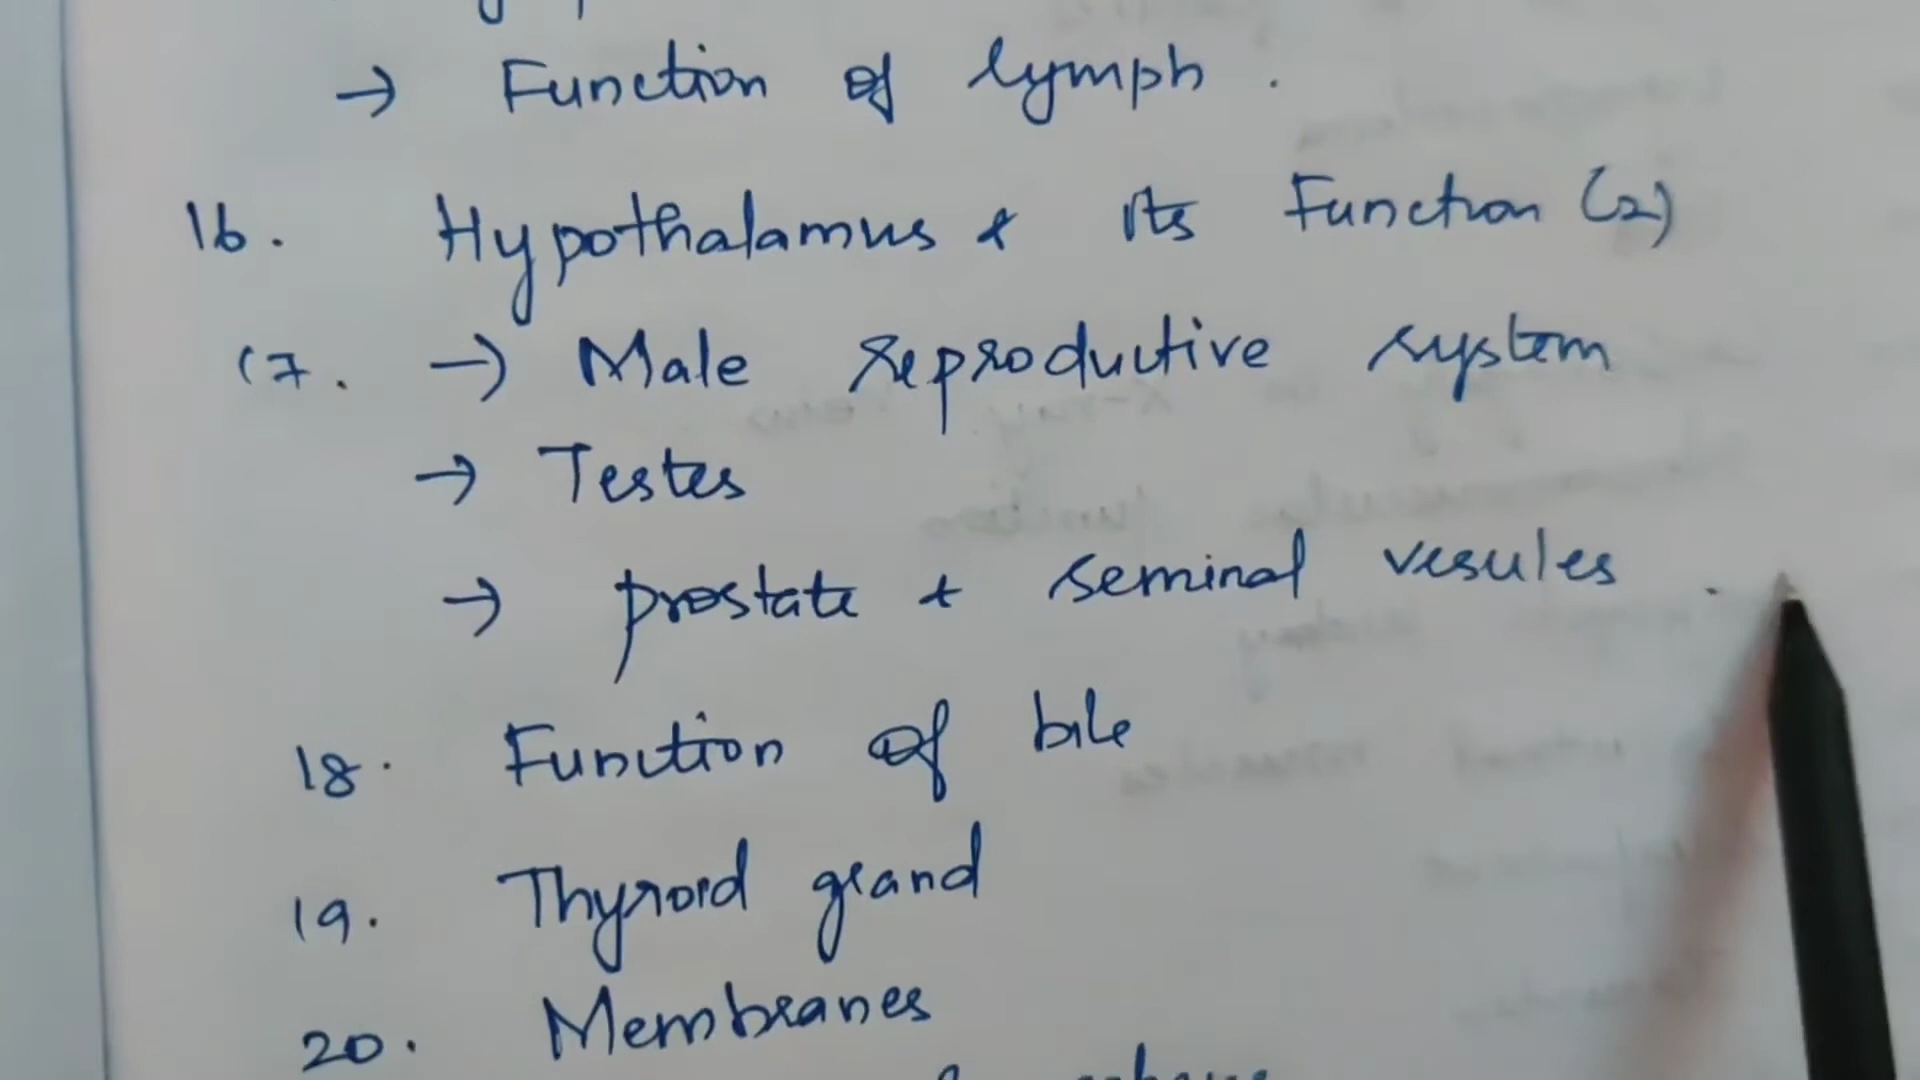 → Function of lymph .
16. Hypothalamus & its Function (2)
17. → Male reproductive system
→ Testes
→ prostate & seminal vesicles .
18. Function of bile
19. Thyroid gland
20. Membranes